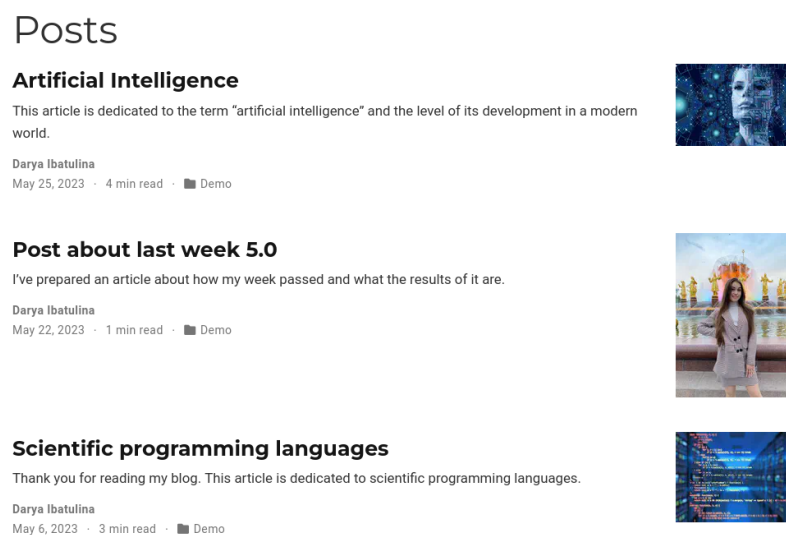 Posts
Artificial Intelligence
This article is dedicated to the term “artificial intelligence” and the level of its development in a modern
world.
Darya Ibatulina
May 25, 2023 · 4 min read · Demo
Post about last week 5.0
I’ve prepared an article about how my week passed and what the results of it are.
Darya Ibatulina
May 22, 2023 · 1 min read · Demo
Scientific programming languages
Thank you for reading my blog. This article is dedicated to scientific programming languages.
Darya Ibatulina
May 6, 2023 · 3 min read · Demo